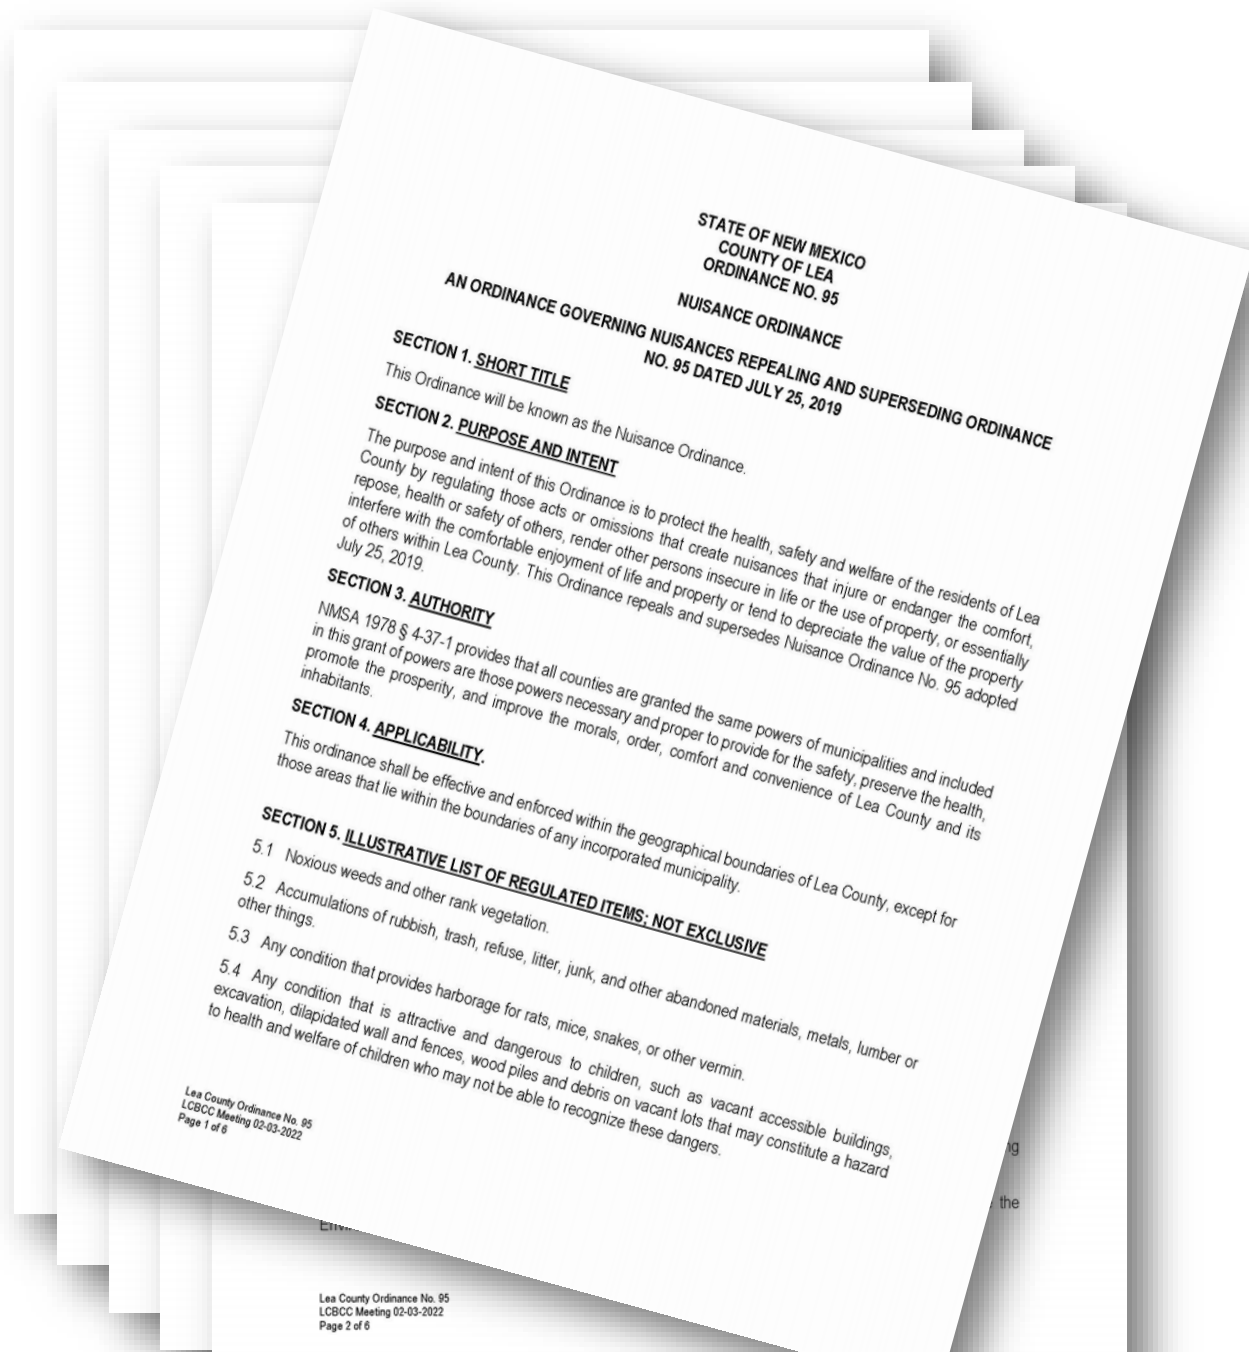 STATE OF NEW MEXICO
COUNTY OF LEA
ORDINANCE NO. 95
NUISANCE ORDINANCE
AN ORDINANCE GOVERNING NUISANCES REPEALING AND SUPERSEDING ORDINANCE
NO. 95 DATED JULY 25, 2019
SECTION 1. SHORT TITLE
This Ordinance will be known as the Nuisance Ordinance.
SECTION 2. PURPOSE AND INTENT
The purpose and intent of this Ordinance is to protect the health, safety and welfare of the residents of Lea
County by regulating those acts or omissions that create nuisances that injure or endanger the comfort,
repose, health or safety of others, render other persons insecure in life or the use of property, or essentially
interfere with the comfortable enjoyment of life and property or tend to depreciate the value of the property
of others within Lea County. This Ordinance repeals and supersedes Nuisance Ordinance No. 95 adopted
July 25, 2019.
SECTION 3. AUTHORITY
NMSA 1978 § 4-37-1 provides that all counties are granted the same powers of municipalities and included
in this grant of powers are those powers necessary and proper to provide for the safety, preserve the health,
promote the prosperity, and improve the morals, order, comfort and convenience of Lea County and its
inhabitants.
SECTION 4. APPLICABILITY.
This ordinance shall be effective and enforced within the geographical boundaries of Lea County, except for
those areas that lie within the boundaries of any incorporated municipality.
SECTION 5. ILLUSTRATIVE LIST OF REGULATED ITEMS; NOT EXCLUSIVE
5.1 Noxious weeds and other rank vegetation.
5.2 Accumulations of rubbish, trash, refuse, litter, junk, and other abandoned materials, metals, lumber or
other things.
5.3 Any condition that provides harborage for rats, mice, snakes, or other vermin.
5.4 Any condition that is attractive and dangerous to children, such as vacant accessible buildings,
excavation, dilapidated wall and fences, wood piles and debris on vacant lots that may constitute a hazard
to health and welfare of children who may not be able to recognize these dangers.
Lea County Ordinance No. 95
LCBCC Meeting 02-03-2022
Page 1 of 6
the
Lea County Ordinance No. 95
LCBCC Meeting 02-03-2022
Page 2 of 6